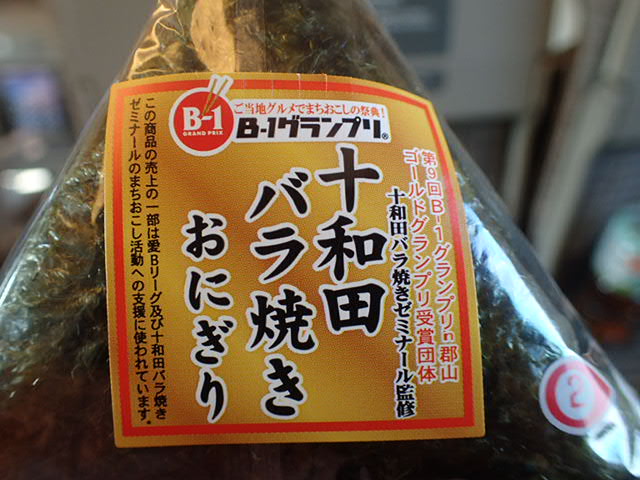 B-1
GRAND PRIX
ご当地グルメでまちおこしの祭典!
B-1グランプリ®
第9回B-1グランプリin郡山
ゴールドグランプリ受賞団体
十和田バラ焼きゼミナール監修
十和田
バラ焼き
おにぎり
この商品の売上の一部は愛Bリーグ及び十和田バラ焼き
ゼミナールのまちおこし活動への支援に使われています。
2